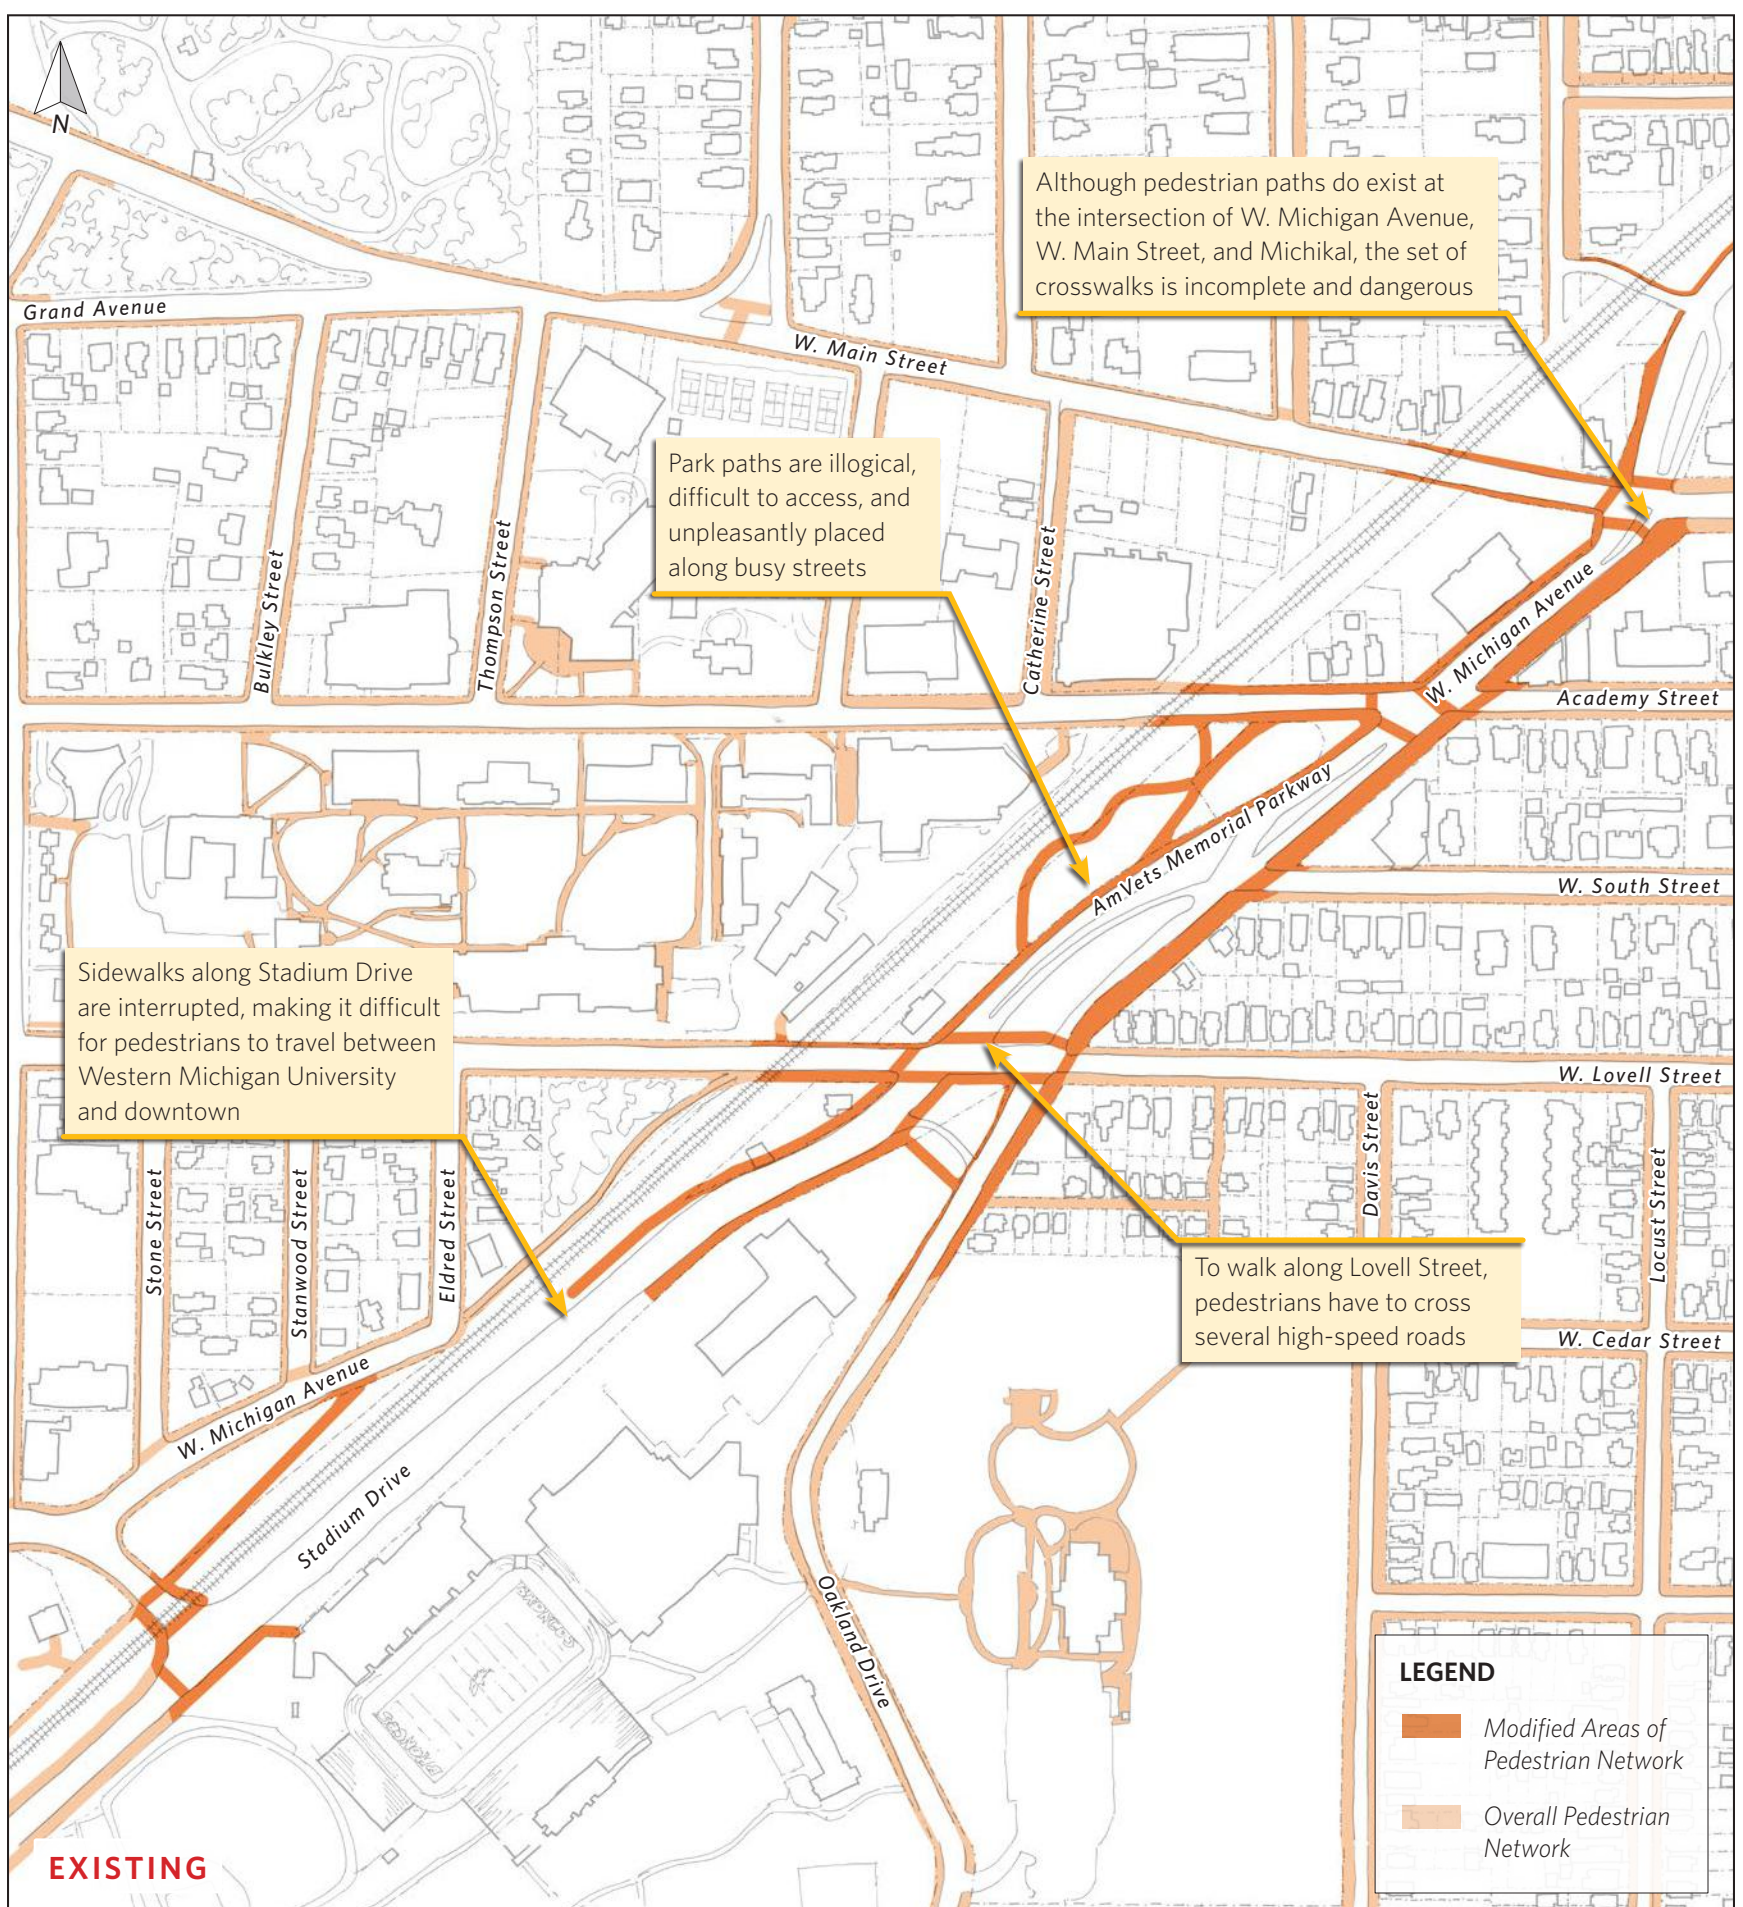 N
Although pedestrian paths do exist at
the intersection of W. Michigan Avenue,
W. Main Street, and Michikal, the set of
crosswalks is incomplete and dangerous
Grand Avenue
W. Main Street
Park paths are illogical,
difficult to access, and
unpleasantly placed
along busy streets
Bulkley Street
Thompson Street
Catherine Street
W. Michigan Avenue
Academy Street
AmVets Memorial Parkway
W. South Street
Sidewalks along Stadium Drive
are interrupted, making it difficult
for pedestrians to travel between
Western Michigan University
and downtown
W. Lovell Street
Stone Street
Stanwood Street
Eldred Street
Davis Street
Locust Street
To walk along Lovell Street,
pedestrians have to cross
several high-speed roads
W. Cedar Street
W. Michigan Avenue
Stadium Drive
Oakland Drive
BRONCOS
LEGEND
Modified Areas of
Pedestrian Network
Overall Pedestrian
Network
EXISTING